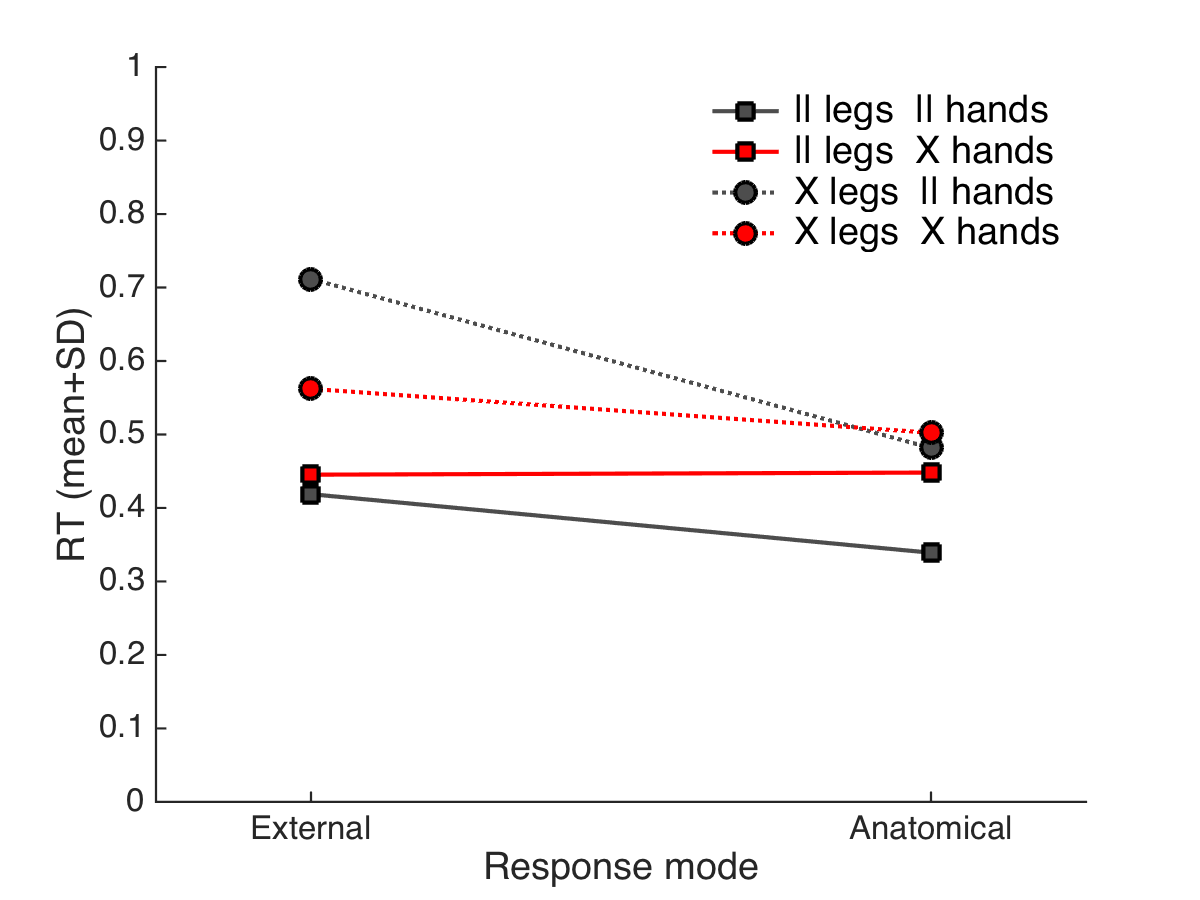 1
0.9
0.8
0.7
0.6
0.5
0.4
0.3
0.2
0.1
0
RT (mean+SD)
ll legs  ll hands
ll legs  X hands
X legs  ll hands
X legs  X hands
External
Anatomical
Response mode